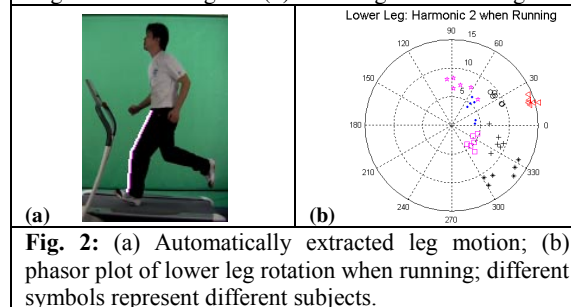 Lower Leg: Harmonic 2 when Running
90
15
120
60
10
150
30
5
180
0
210
330
240
300
270
(a)
(b)
Fig. 2: (a) Automatically extracted leg motion; (b)
phasor plot of lower leg rotation when running; different
symbols represent different subjects.